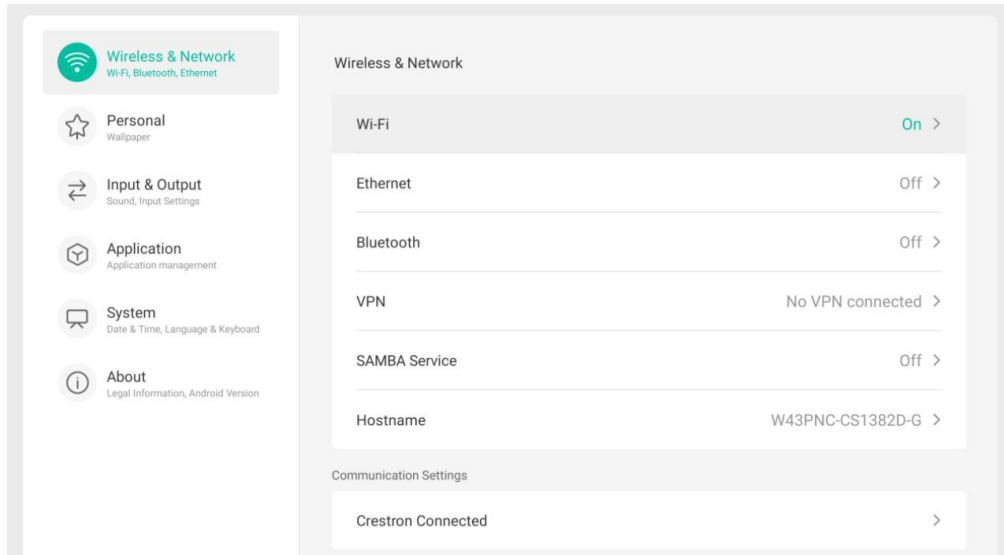 Wireless & Network
Wi-Fi, Bluetooth, Ethernet
Personal
Wallpaper
Input & Output
Sound, Input Settings
Application
Application management
System
Date & Time, Language & Keyboard
About
Legal Information, Android Version
Wireless & Network
Wi-Fi On
Ethernet Off
Bluetooth Off
VPN No VPN connected
SAMBA Service Off
Hostname W43PNC-CS1382D-G
Communication Settings
Crestron Connected